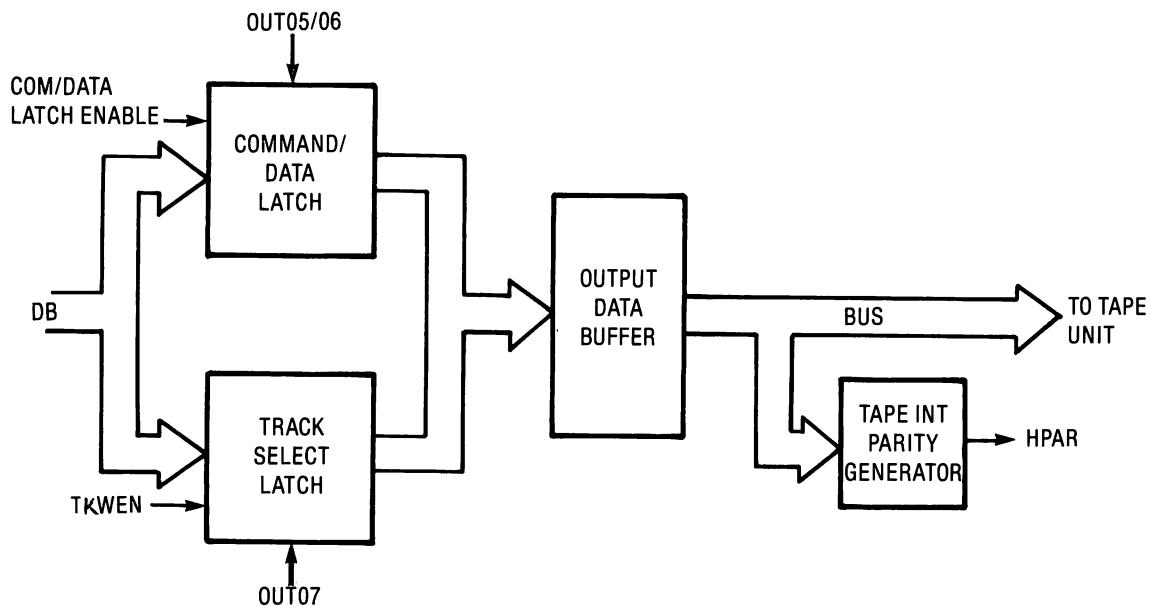 OUT05/06
COM/DATA
LATCH ENABLE
COMMAND/
DATA
LATCH
DB
OUTPUT
DATA
BUFFER
BUS
TO TAPE
UNIT
TRACK
SELECT
LATCH
TKWEN
OUT07
TAPE INT
PARITY
GENERATOR
HPAR